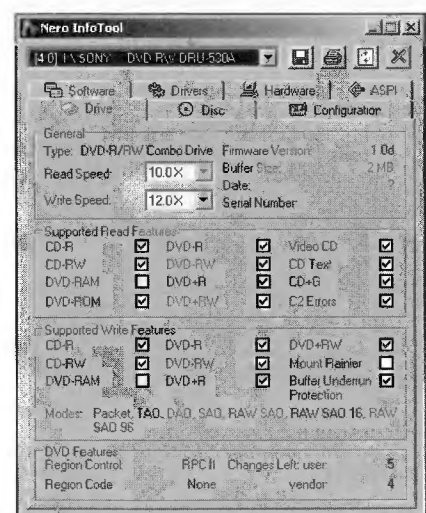 Nero InfoTool
[4 0] I:\ SONY DVD RW DRU-500A
Software Drivers Hardware ASPI
Drive Disc Configuration
General
Type: DVD-R/RW Combo Drive Firmware Version: 1.0d
Read Speed: 10.0 X Buffer Size: 2 MB
Date: ?
Write Speed: 12.0 X Serial Number
Supported Read Features
CD-R DVD-R Video CD
CD-RW DVD-RW CD Text
DVD-RAM DVD+R CD+G
DVD-ROM DVD+RW C2 Errors
Supported Write Features
CD-R DVD-R DVD+RW
CD-RW DVD-RW Mount Rainier
DVD-RAM DVD+R Buffer Underrun
Protection
Modes: Packet, TAO, DAO, SAO, RAW SAO, RAW SAO 16, RAW
SAO 96
DVD Features
Region Control RPC II Changes Left: user 5
Region Code None vendor 4